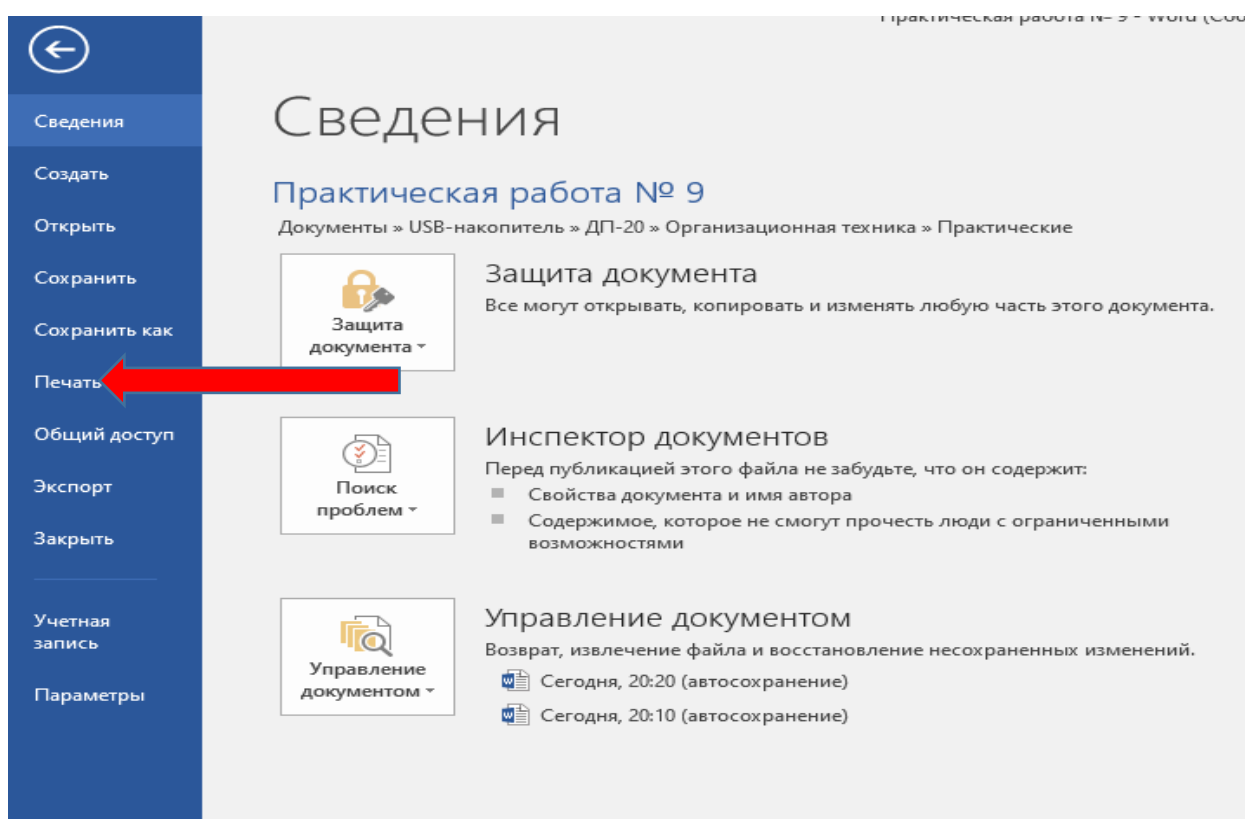 Практическая работа № 9 - Word
Сведения
Создать
Открыть
Сохранить
Сохранить как
Печать
Общий доступ
Экспорт
Закрыть
Учетная
запись
Параметры
Сведения
Практическая работа № 9
Документы » USB-накопитель » ДП-20 » Организационная техника » Практические
Защита
документа
Защита документа
Все могут открывать, копировать и изменять любую часть этого документа.
Поиск
проблем
Инспектор документов
Перед публикацией этого файла не забудьте, что он содержит:
Свойства документа и имя автора
Содержимое, которое не смогут прочесть люди с ограниченными
возможностями
Управление
документом
Управление документом
Возврат, извлечение файла и восстановление несохраненных изменений.
Сегодня, 20:20 (автосохранение)
Сегодня, 20:10 (автосохранение)